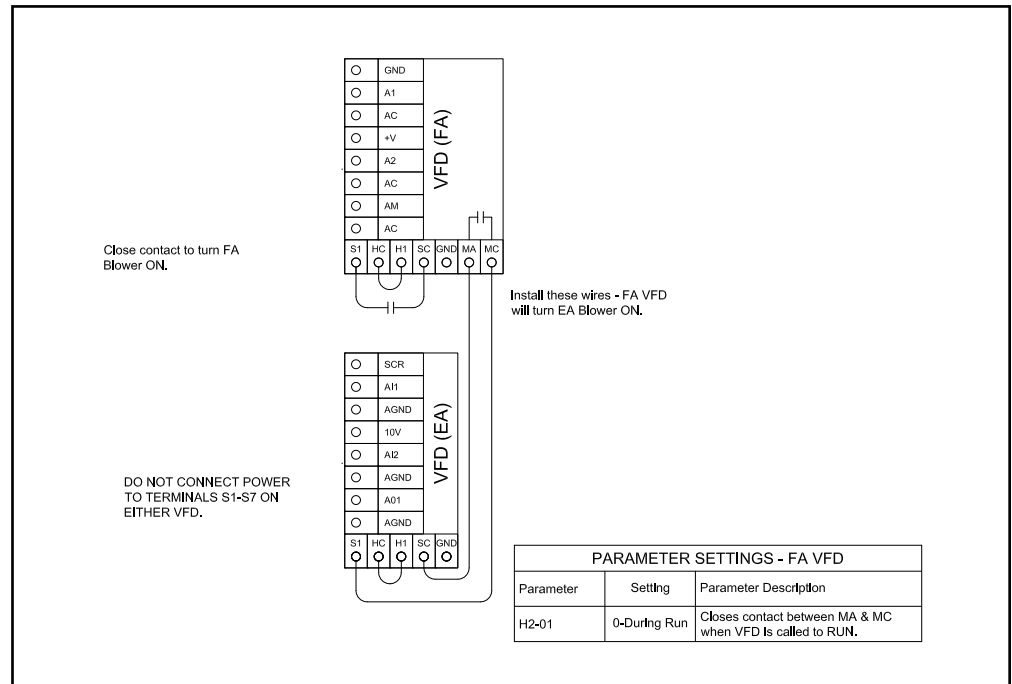 GND
A1
AC
+V
A2
AC
AM
AC
VFD (FA)
S1 HC H1 SC GND MA MC
Close contact to turn FA
Blower ON.
Install these wires - FA VFD
will turn EA Blower ON.
SCR
AI1
AGND
10V
AI2
AGND
A01
AGND
VFD (EA)
S1 HC H1 SC GND
DO NOT CONNECT POWER
TO TERMINALS S1-S7 ON
EITHER VFD.
PARAMETER SETTINGS - FA VFD
Parameter Setting Parameter Description
H2-01 0-During Run Closes contact between MA & MC
when VFD is called to RUN.